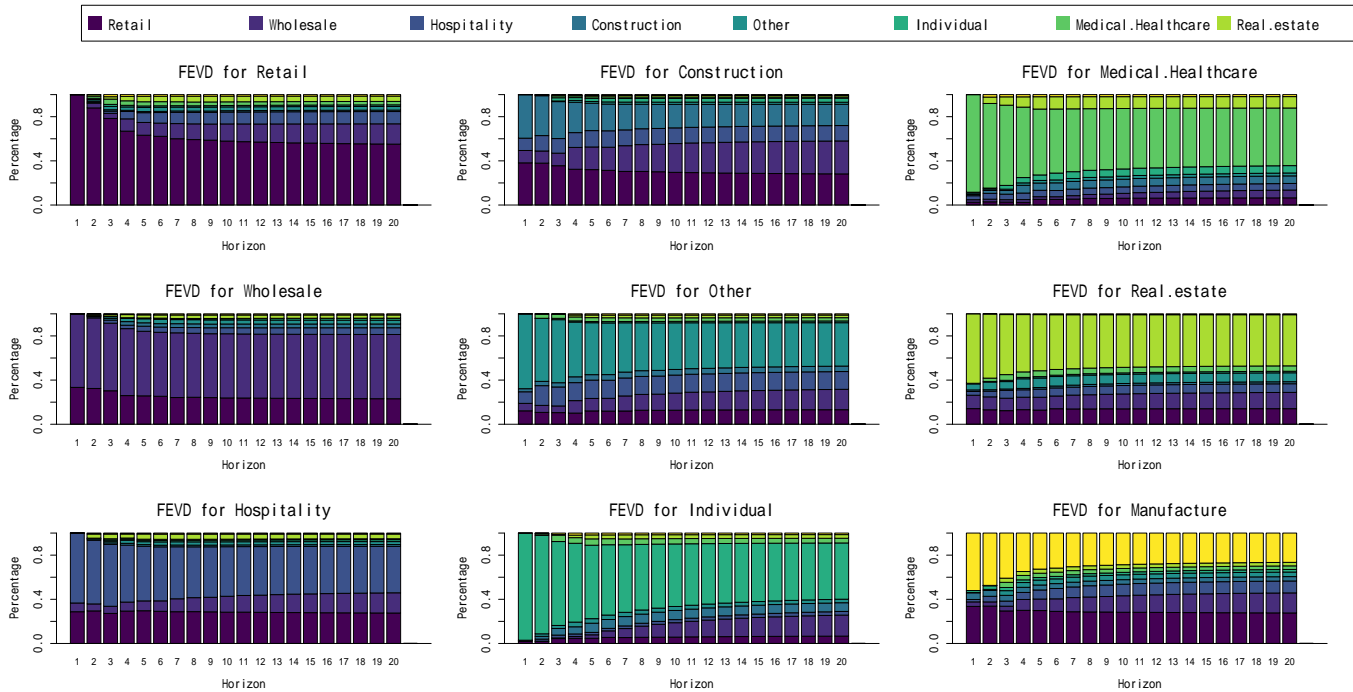 Retail Wholesale Hospitality Construction Other Individual Medical.Healthcare Real.estate
FEVD for Retail FEVD for Construction FEVD for Medical.Healthcare
Percentage 0.0 0.4 0.8 Percentage 0.0 0.4 0.8 Percentage 0.0 0.4 0.8
1 2 3 4 5 6 7 8 9 10 11 12 13 14 15 16 17 18 19 20 1 2 3 4 5 6 7 8 9 10 11 12 13 14 15 16 17 18 19 20 1 2 3 4 5 6 7 8 9 10 11 12 13 14 15 16 17 18 19 20
Horizon Horizon Horizon
FEVD for Wholesale FEVD for Other FEVD for Real.estate
Percentage 0.0 0.4 0.8 Percentage 0.0 0.4 0.8 Percentage 0.0 0.4 0.8
1 2 3 4 5 6 7 8 9 10 11 12 13 14 15 16 17 18 19 20 1 2 3 4 5 6 7 8 9 10 11 12 13 14 15 16 17 18 19 20 1 2 3 4 5 6 7 8 9 10 11 12 13 14 15 16 17 18 19 20
Horizon Horizon Horizon
FEVD for Hospitality FEVD for Individual FEVD for Manufacture
Percentage 0.0 0.4 0.8 Percentage 0.0 0.4 0.8 Percentage 0.0 0.4 0.8
1 2 3 4 5 6 7 8 9 10 11 12 13 14 15 16 17 18 19 20 1 2 3 4 5 6 7 8 9 10 11 12 13 14 15 16 17 18 19 20 1 2 3 4 5 6 7 8 9 10 11 12 13 14 15 16 17 18 19 20
Horizon Horizon Horizon